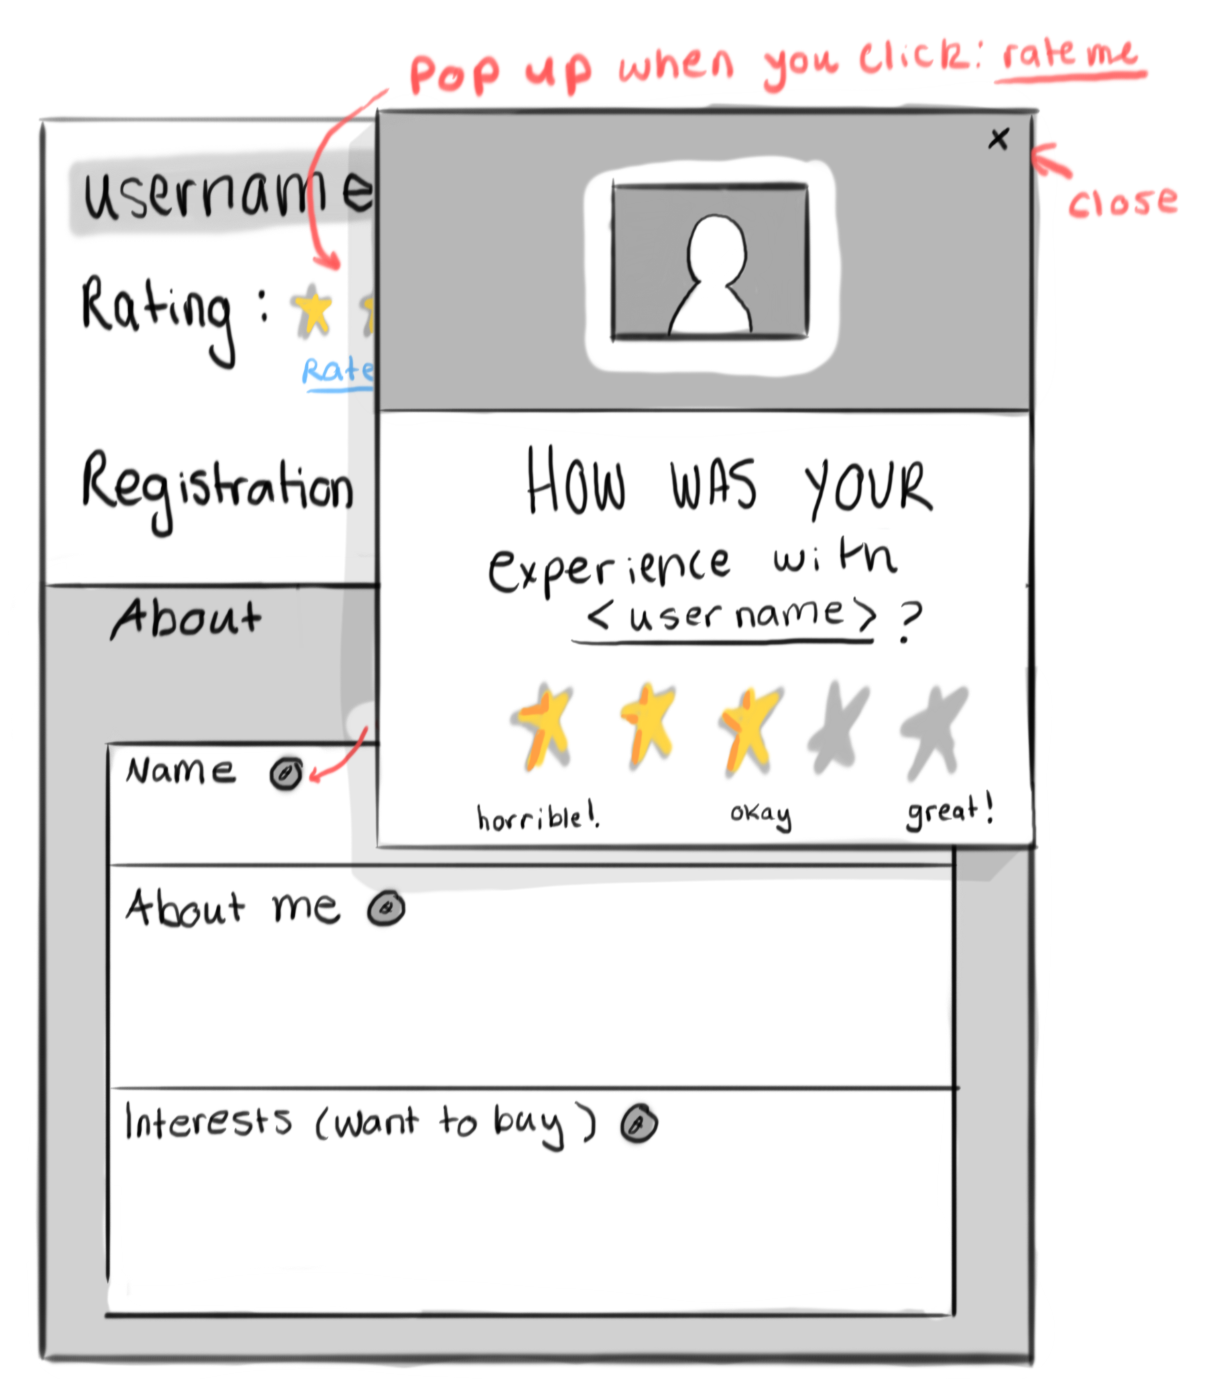 Pop up when you click: rate me
x
close
username
Rating :
Rate
Registration
How was your
experience with
<username>?
horrible! okay great!
About
Name
About me
Interests (want to buy)